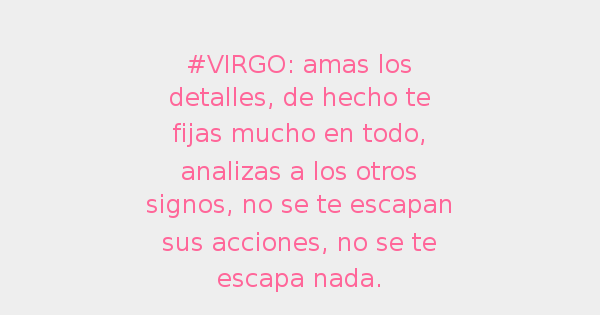 #VIRGO: amas los
detalles, de hecho te
fijas mucho en todo,
analizas a los otros
signos, no se te escapan
sus acciones, no se te
escapa nada.